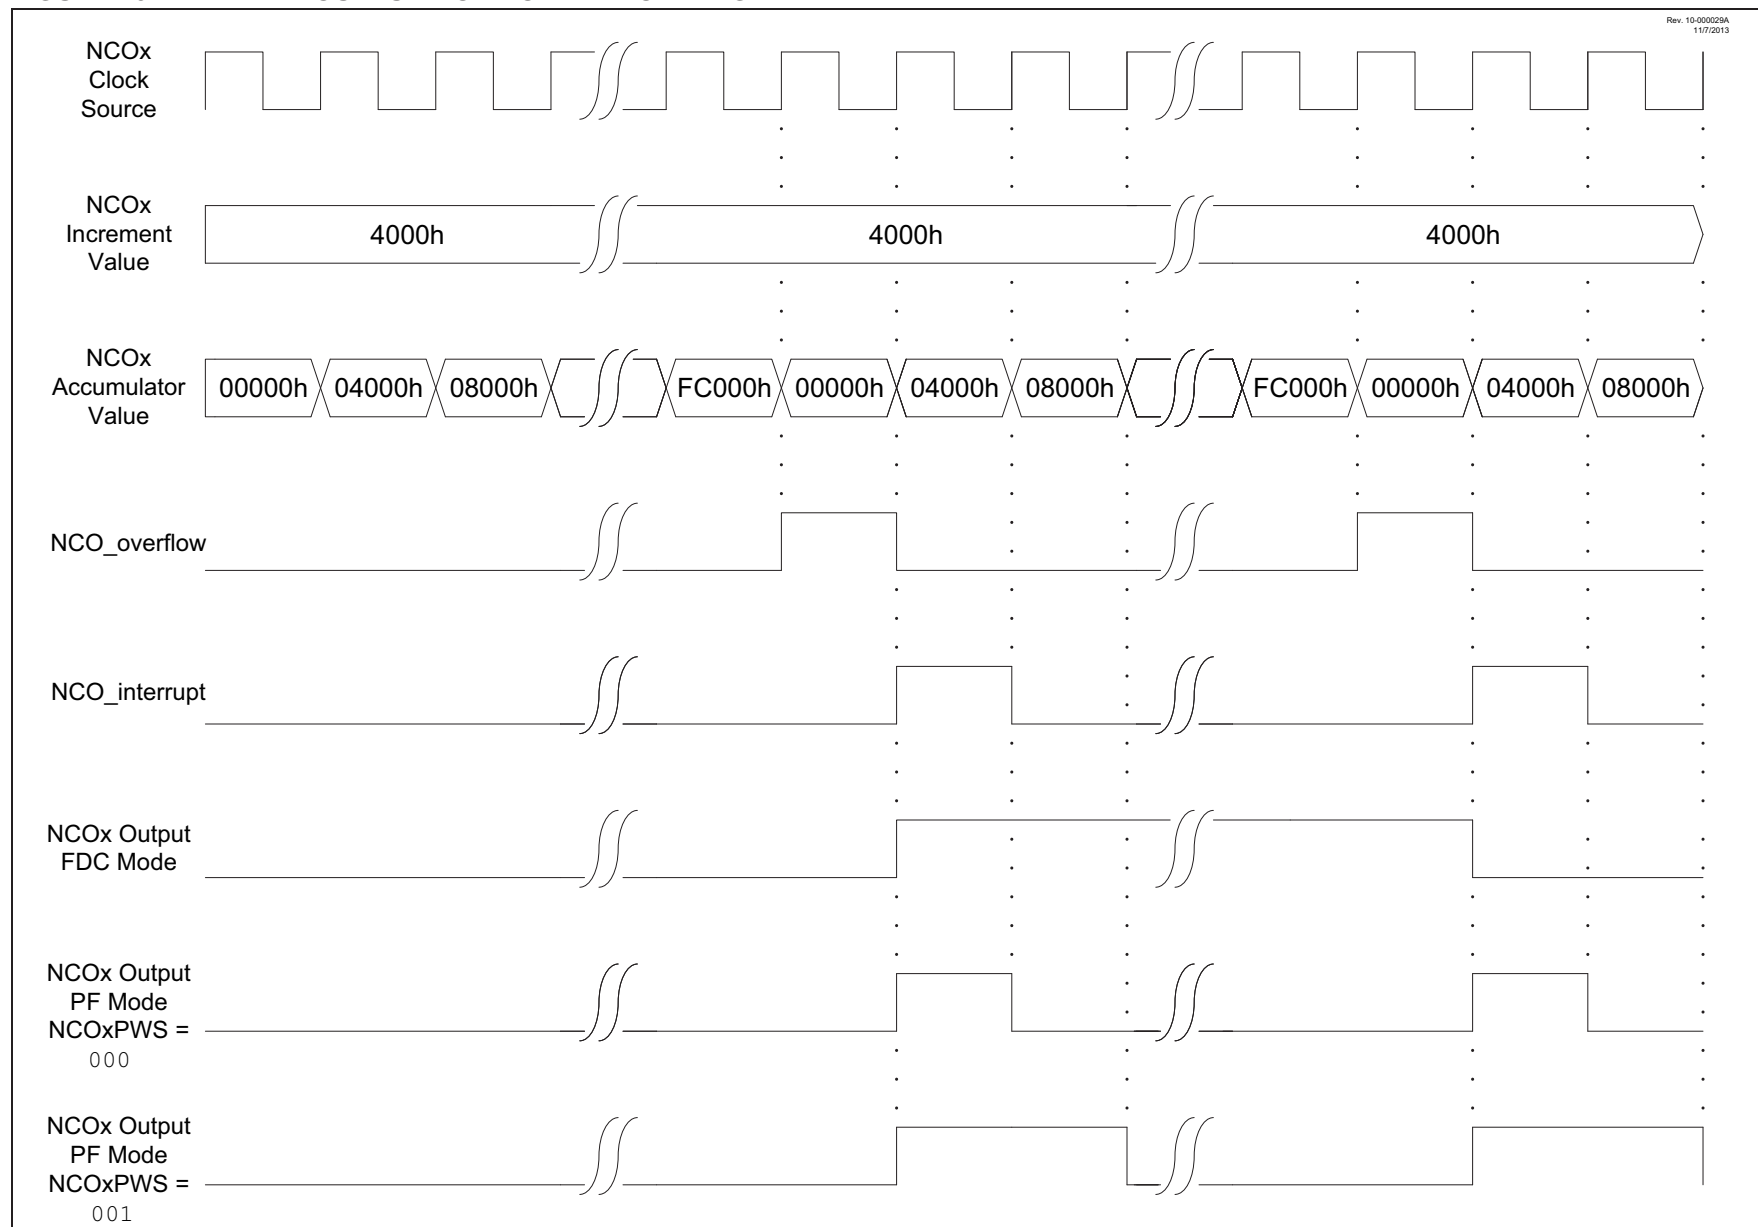 Rev. 10-000029A
11/7/2013
NCOx
Clock
Source
NCOx
Increment
Value
4000h
4000h
4000h
NCOx
Accumulator
Value
00000h
04000h
08000h
FC000h
00000h
04000h
08000h
FC000h
00000h
04000h
08000h
NCO_overflow
NCO_interrupt
NCOx Output
FDC Mode
NCOx Output
PF Mode
NCOxPWS =
000
NCOx Output
PF Mode
NCOxPWS =
001